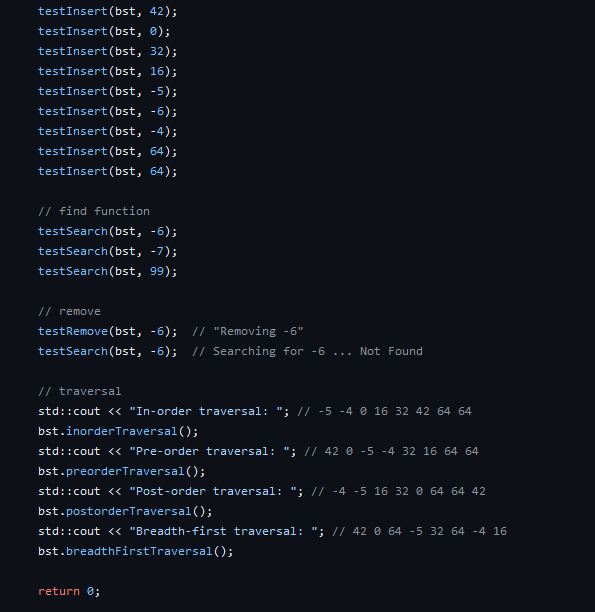 testInsert(bst, 42);
testInsert(bst, 0);
testInsert(bst, 32);
testInsert(bst, 16);
testInsert(bst, -5);
testInsert(bst, -6);
testInsert(bst, -4);
testInsert(bst, 64);
testInsert(bst, 64);
// find function
testSearch(bst, -6);
testSearch(bst, -7);
testSearch(bst, 99);
// remove
testRemove(bst, -6);  // "Removing -6"
testSearch(bst, -6);  // Searching for -6 ... Not Found
// traversal
std::cout << "In-order traversal: "; // -5 -4 0 16 32 42 64 64
bst.inorderTraversal();
std::cout << "Pre-order traversal: "; // 42 0 -5 -4 32 16 64 64
bst.preorderTraversal();
std::cout << "Post-order traversal: "; // -4 -5 16 32 0 64 64 42
bst.postorderTraversal();
std::cout << "Breadth-first traversal: "; // 42 0 64 -5 32 64 -4 16
bst.breadthFirstTraversal();
return 0;